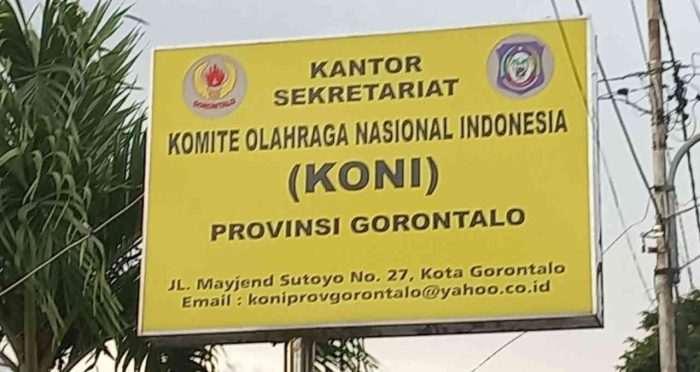 KANTOR
SEKRETARIAT
KOMITE OLAHRAGA NASIONAL INDONESIA
(KONI)
PROVINSI GORONTALO
JL. Mayjend Sutoyo No. 27, Kota Gorontalo
Email : koniprovgorontalo@yahoo.co.id
GORONTALO